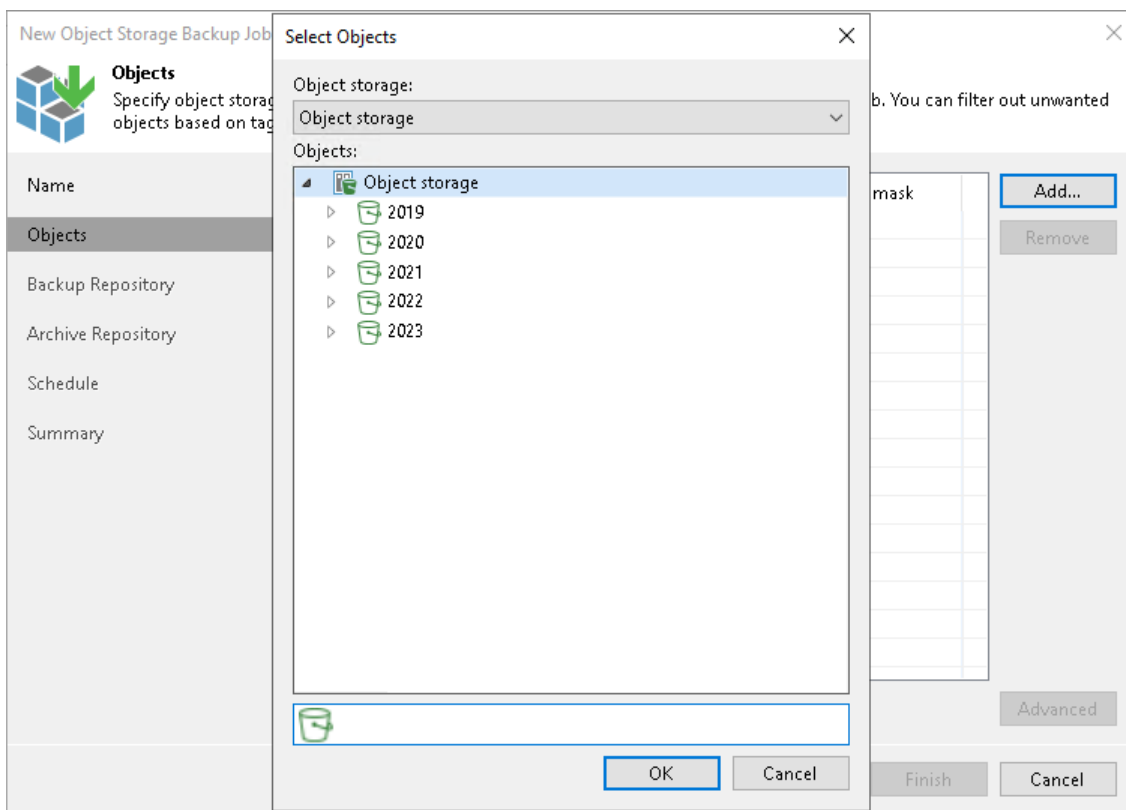 New Object Storage Backup Job
Select Objects
Objects
Specify object storag
b. You can filter out unwanted
objects based on tag
Object storage:
Object storage
Objects:
Object storage
2019
2020
2021
2022
2023
Name
Objects
Backup Repository
Archive Repository
Schedule
Summary
mask
Add...
Remove
Advanced
OK
Cancel
Finish
Cancel